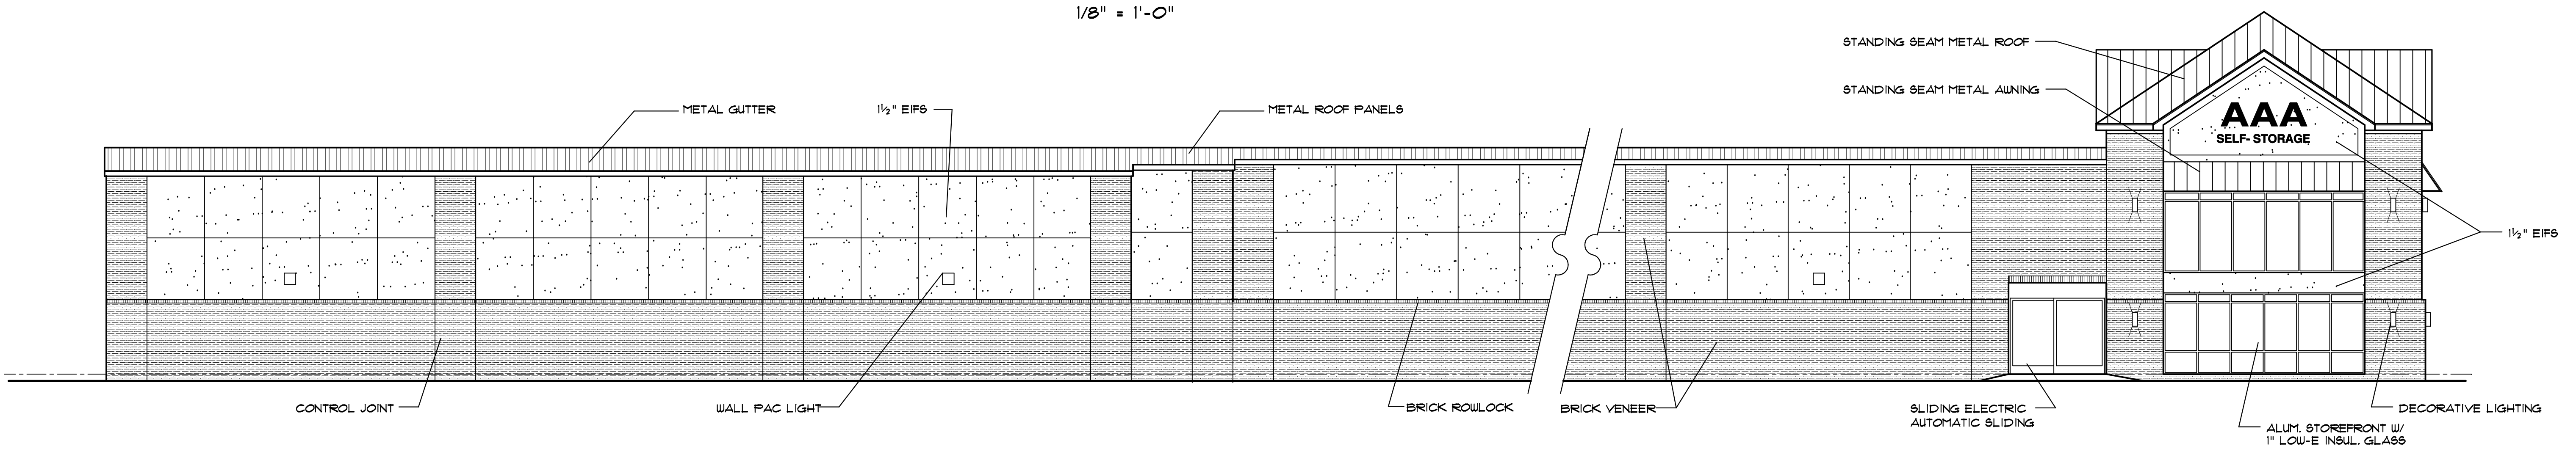 1/8" = 1'-0"
STANDING SEAM METAL ROOF
STANDING SEAM METAL AWNING
METAL GUTTER
1½" EIFS
METAL ROOF PANELS
AAA
SELF-STORAGE
1½" EIFS
CONTROL JOINT
WALL PAC LIGHT
BRICK ROWLOCK
BRICK VENEER
SLIDING ELECTRIC
AUTOMATIC SLIDING
DECORATIVE LIGHTING
ALUM. STOREFRONT W/
1" LOW-E INSUL. GLASS